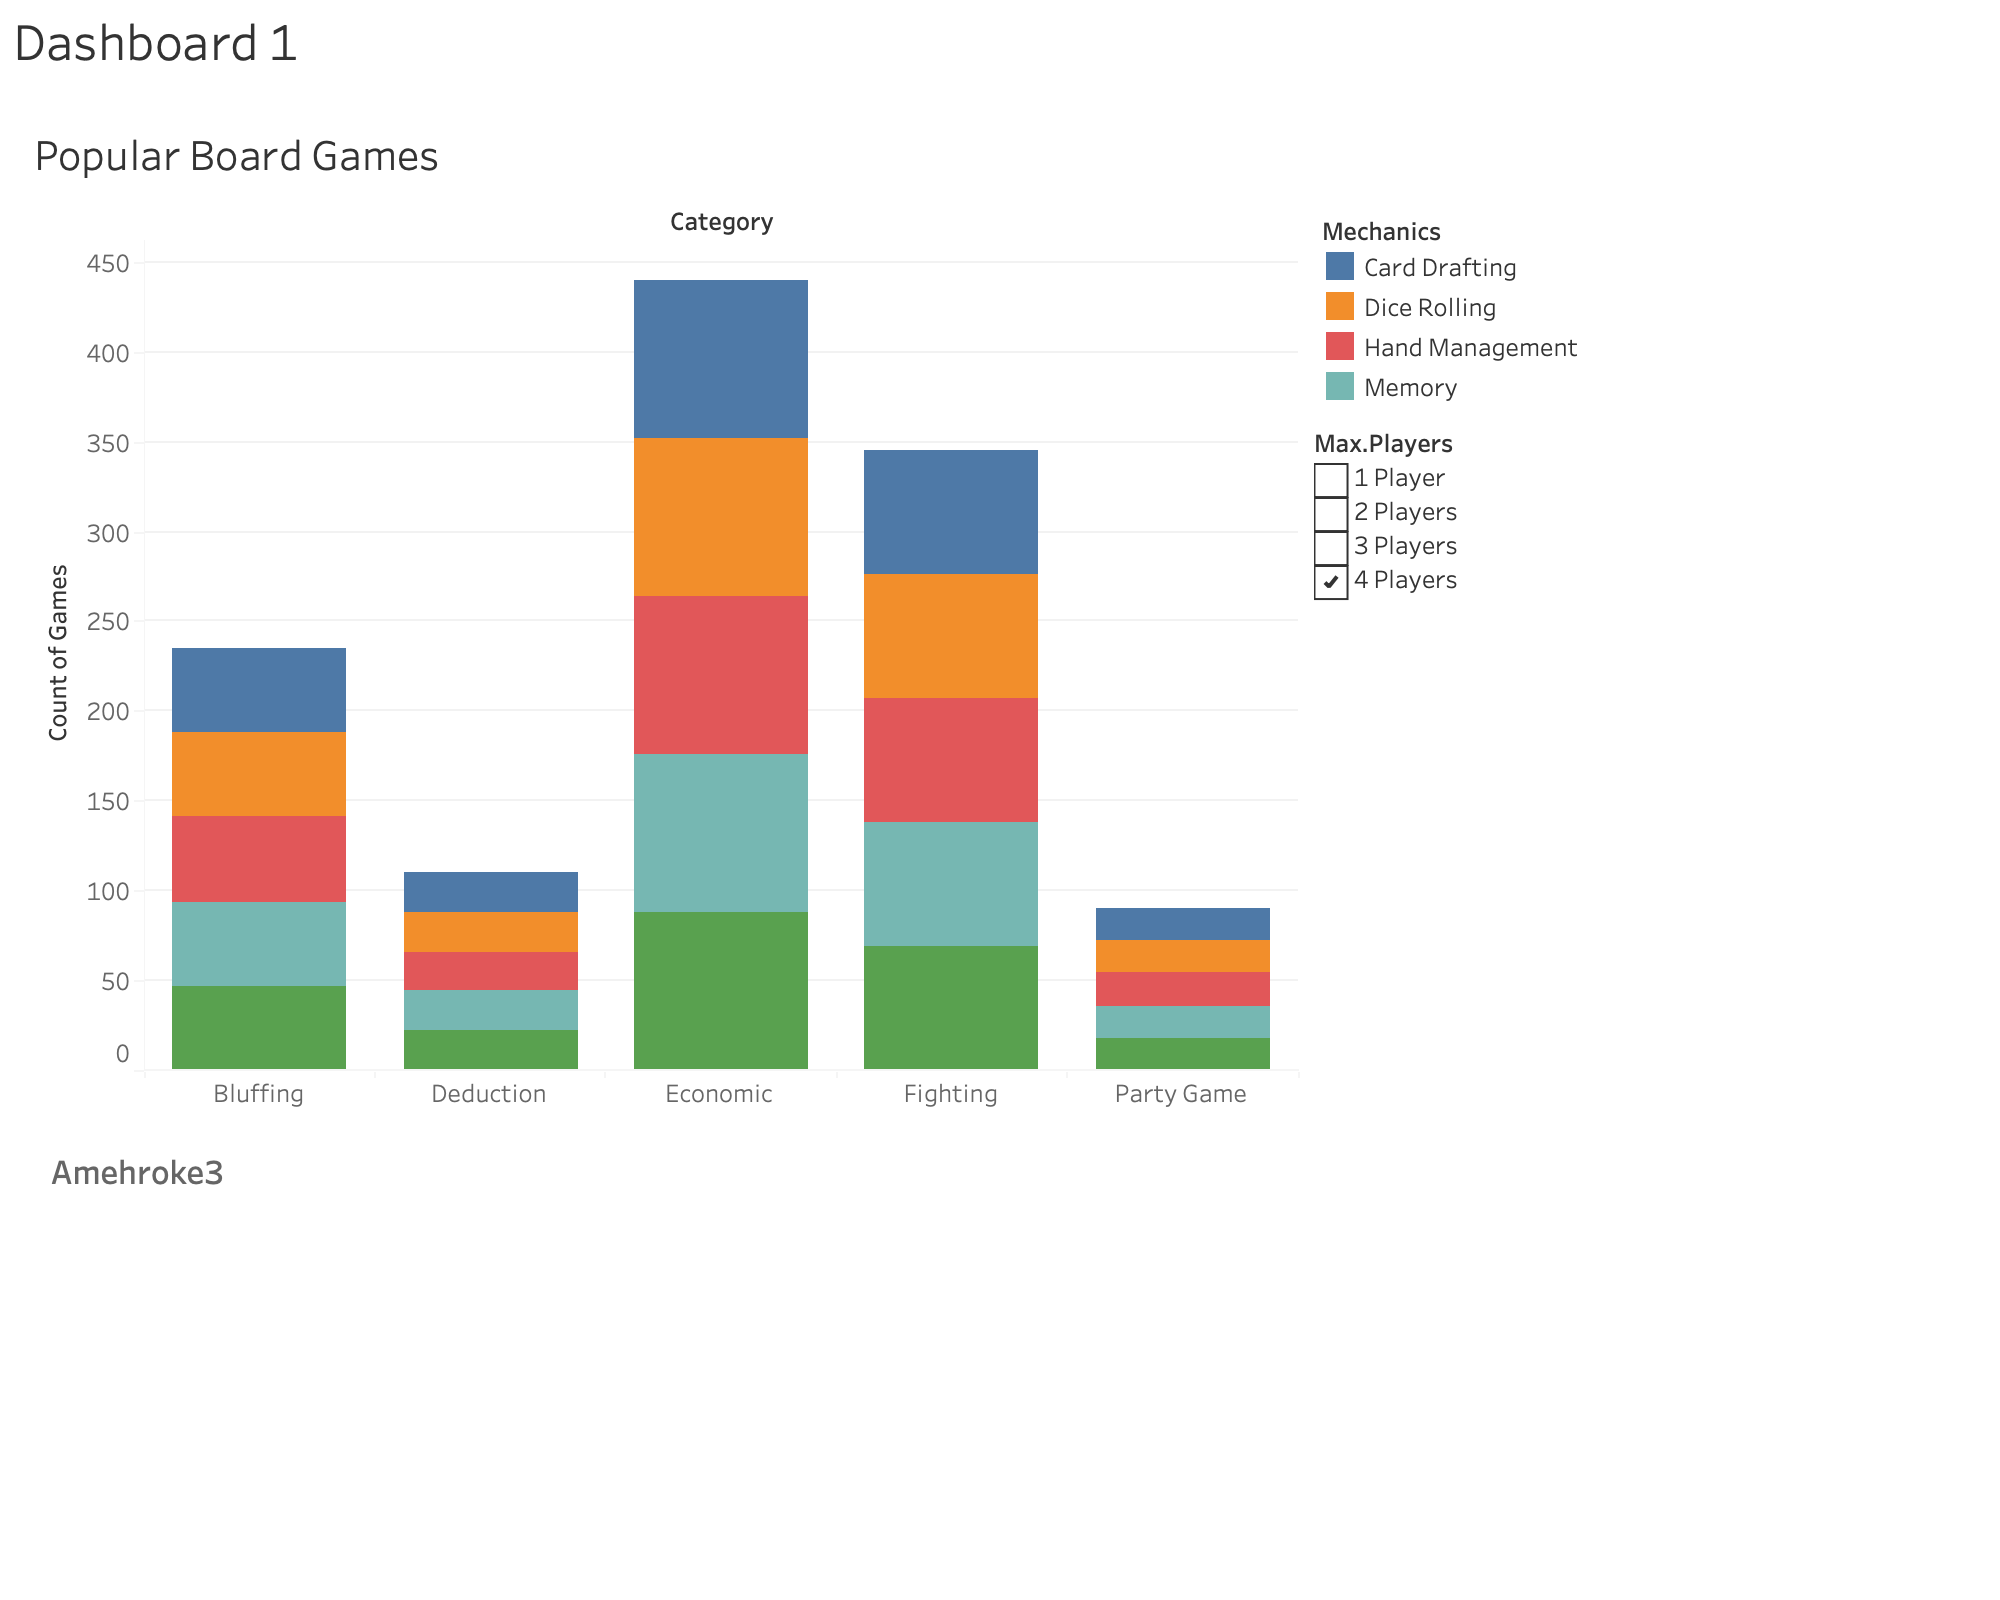 Dashboard 1
Popular Board Games
Category
450
400
350
300
250
200
150
100
50
0
Count of Games
Bluffing
Deduction
Economic
Fighting
Party Game
Mechanics
Card Drafting
Dice Rolling
Hand Management
Memory
Max.Players
1 Player
2 Players
3 Players
4 Players
Amehroke3